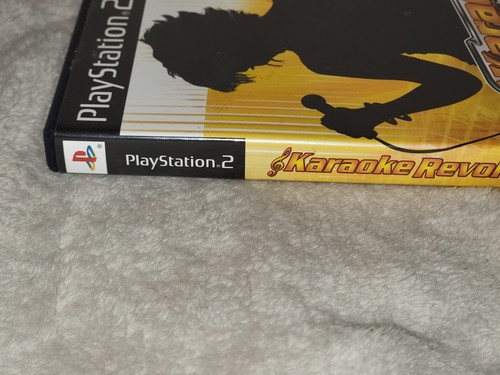 PlayStation 2
PlayStation 2
Karaoke Revol